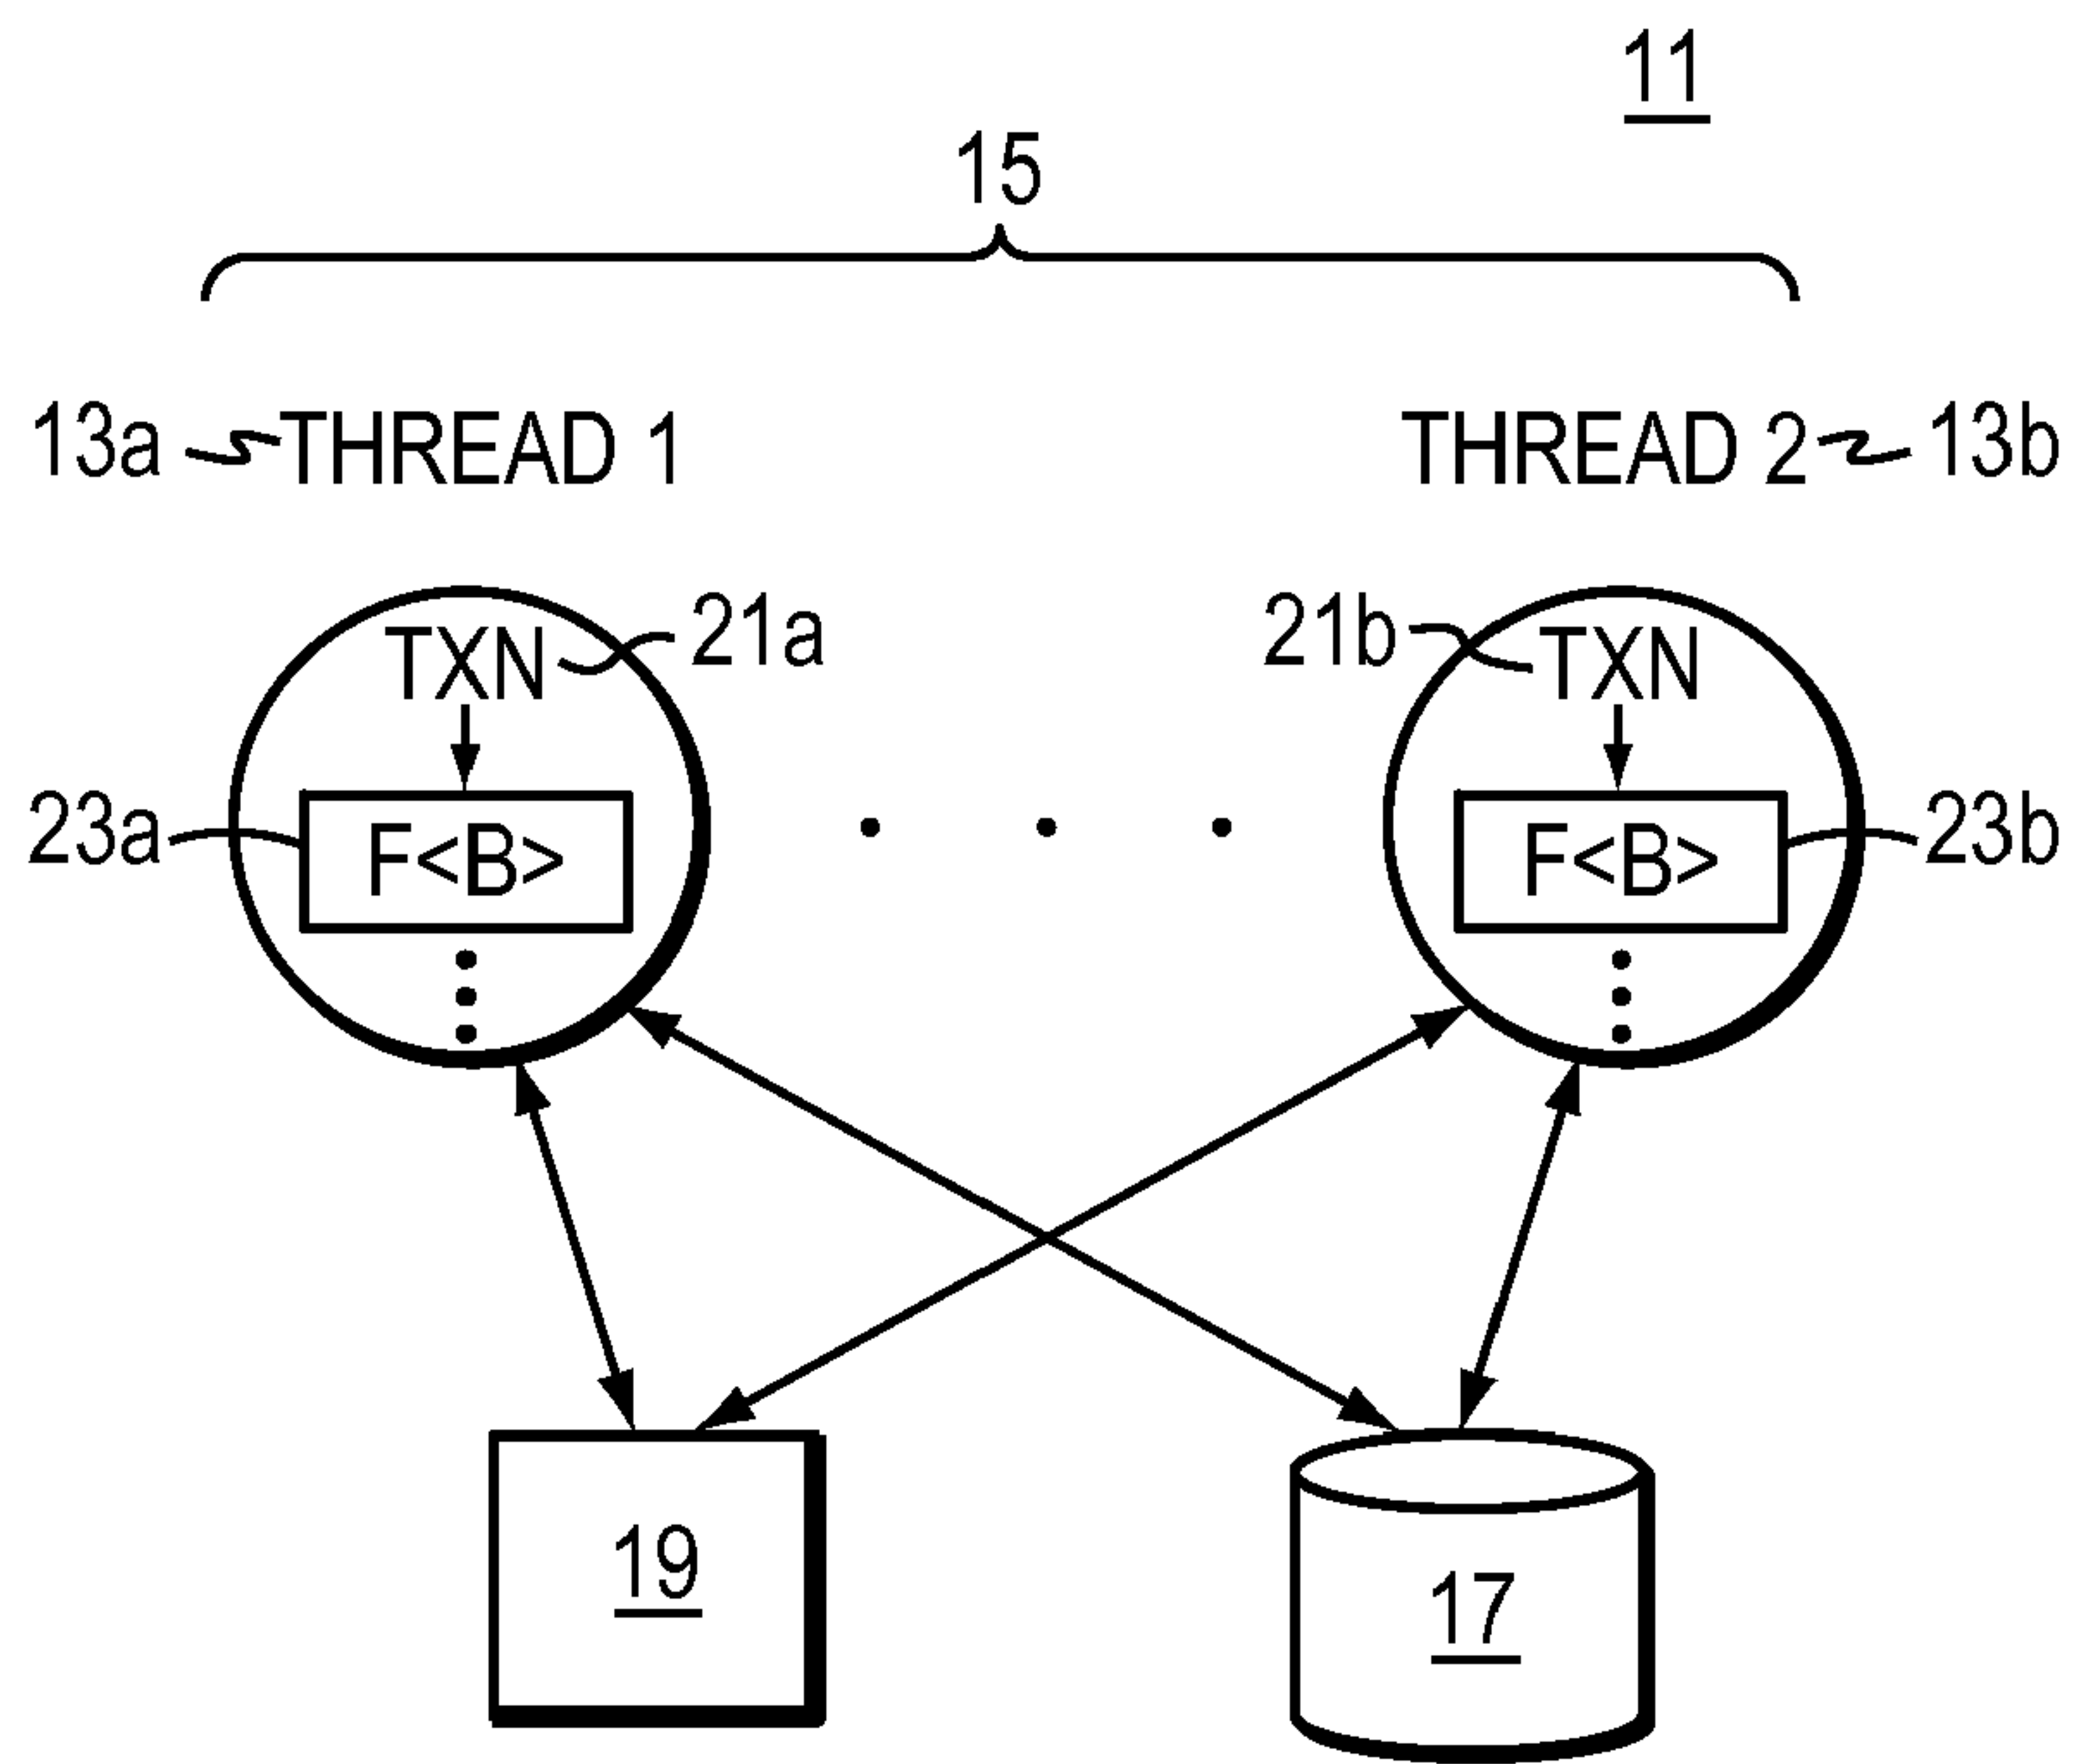 11
15
13a THREAD 1 THREAD 2 13b
TXN 21a 21b TXN
23a F<B> F<B> 23b
19
17